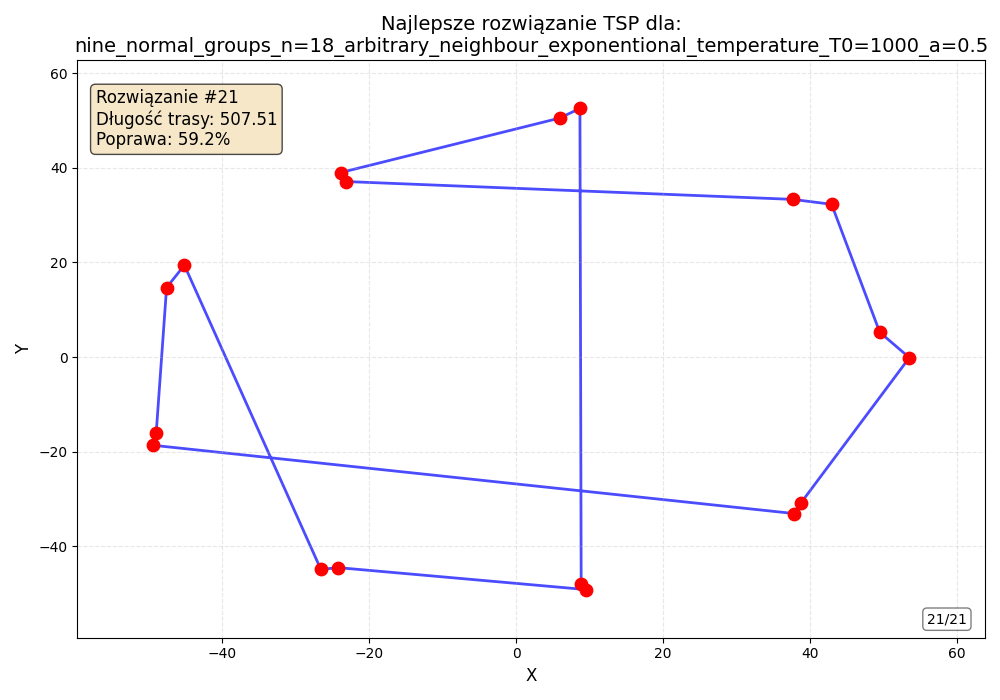 Najlepsze rozwiązanie TSP dla:
nine_normal_groups_n=18_arbitrary_neighbour_exponential_temperature_T0=1000_a=0.5
Rozwiązanie #21
Długość trasy: 507.51
Poprawa: 59.2%
60
40
20
0
−20
−40
Y
−40
−20
0
20
40
60
X
21/21